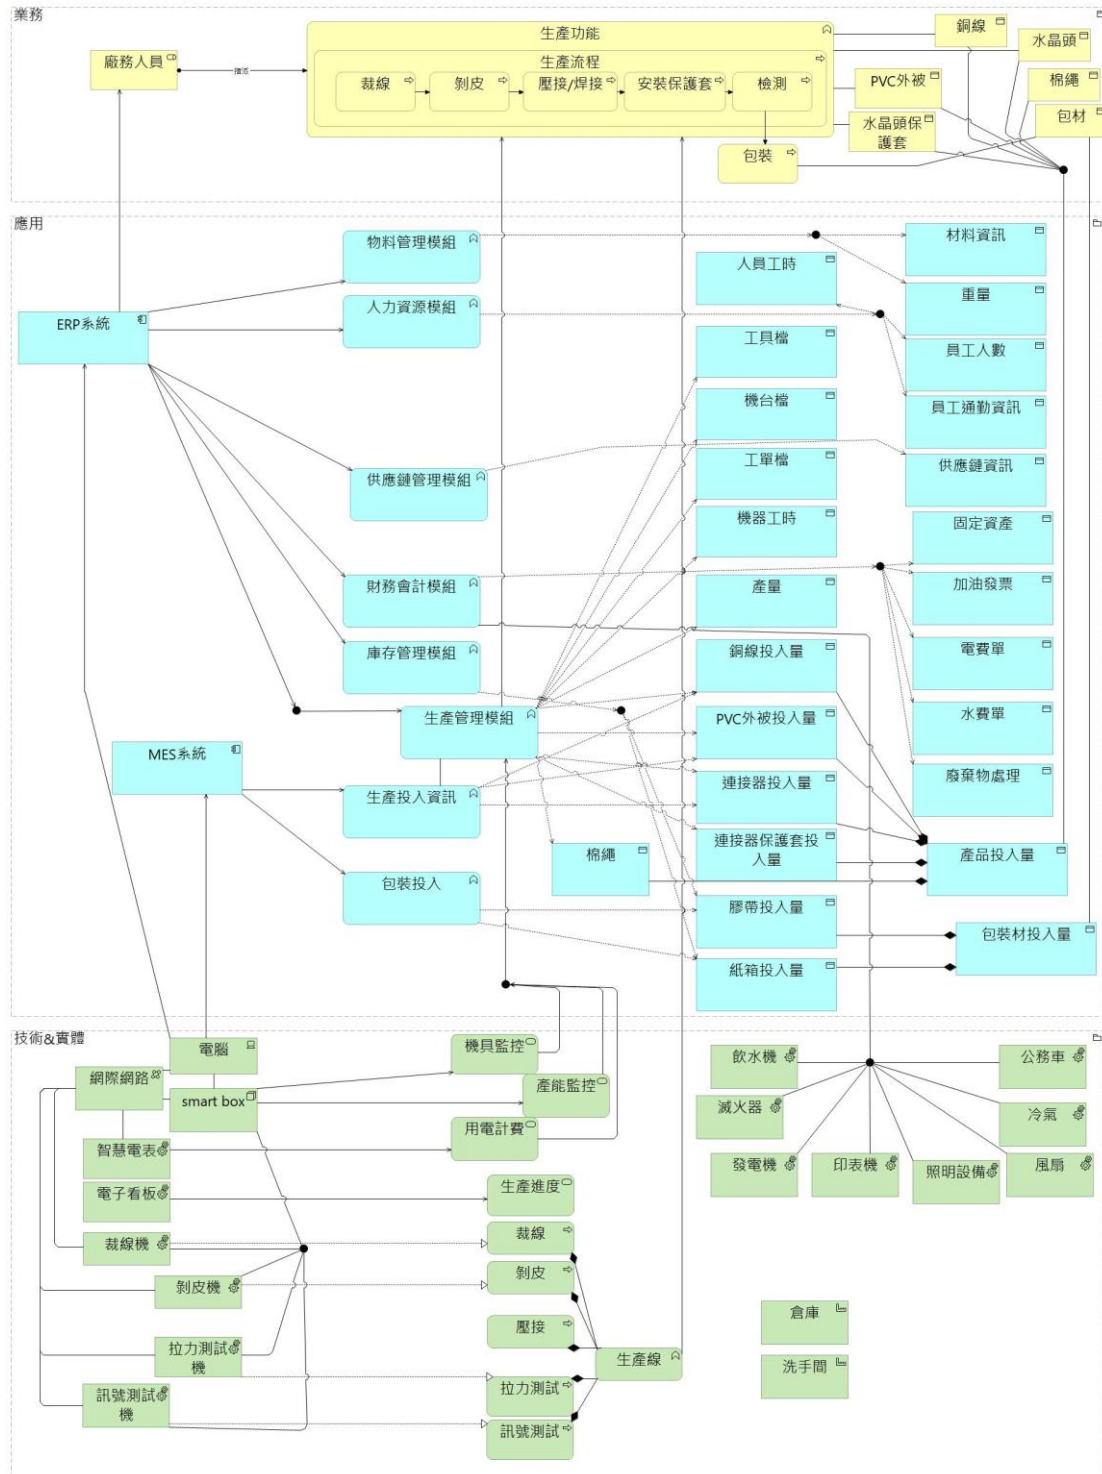 業務
生產功能
生產流程
廠務人員
裁線
剝皮
壓接/焊接
安裝保護套
檢測
包裝
銅線
水晶頭
PVC外被
棉繩
水晶頭保
護套
包材
應用
物料管理模組
材料資訊
人員工時
重量
人力資源模組
ERP系統
工具檔
員工人數
機台檔
員工通勤資訊
工單檔
供應鏈管理模組
供應鏈資訊
機器工時
固定資產
財務會計模組
產量
加油發票
庫存管理模組
銅線投入量
電費單
生產管理模組
PVC外被投入量
水費單
MES系統
連接器投入量
廢棄物處理
生產投入資訊
連接器保護套投
入量
棉繩
產品投入量
包裝投入
膠帶投入量
包裝材投入量
紙箱投入量
技術&實體
電腦
機具監控
網際網路
smart box
產能監控
智慧電表
用電計費
電子看板
生產進度
裁線機
裁線
剝皮機
剝皮
壓接
拉力測試
機
生產線
拉力測試
訊號測試
機
訊號測試
飲水機
公務車
滅火器
冷氣
發電機
印表機
照明設備
風扇
倉庫
洗手間